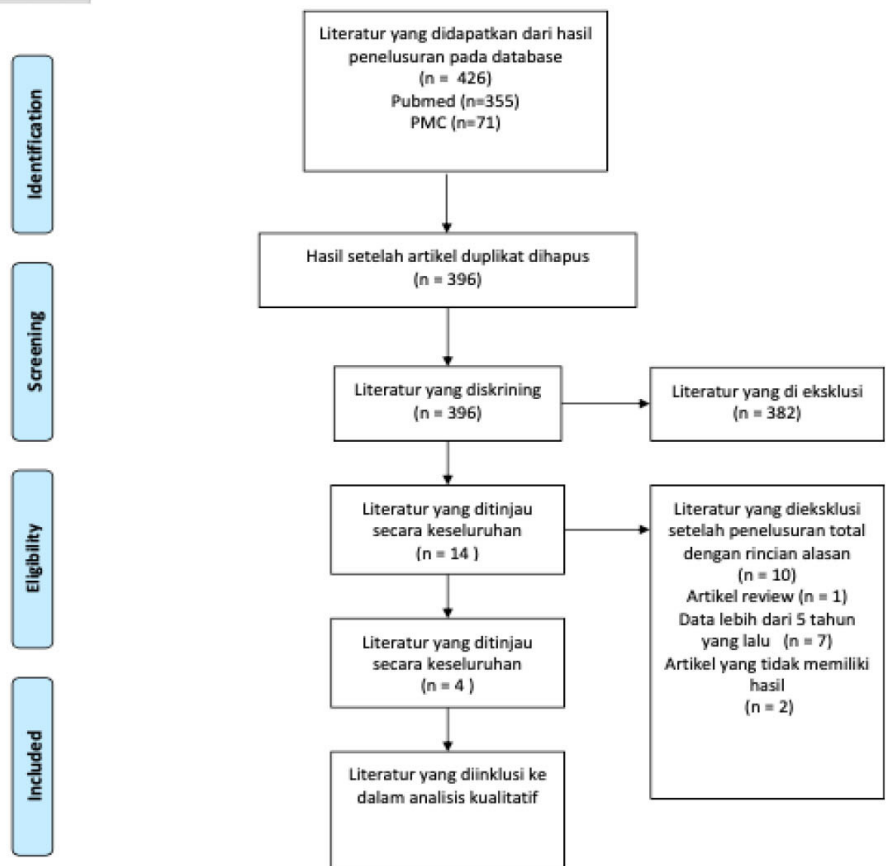 Identification
Literatur yang didapatkan dari hasil
penelusuran pada database
(n = 426)
Pubmed (n=355)
PMC (n=71)
Hasil setelah artikel duplikat dihapus
(n = 396)
Screening
Literatur yang diskrining
(n = 396)
Literatur yang di eksklusi
(n = 382)
Eligibility
Literatur yang ditinjau
secara keseluruhan
(n = 14 )
Literatur yang dieksklusi
setelah penelusuran total
dengan rincian alasan
(n = 10)
Artikel review (n = 1)
Data lebih dari 5 tahun
yang lalu (n = 7)
Artikel yang tidak memiliki
hasil
(n = 2)
Literatur yang ditinjau
secara keseluruhan
(n = 4 )
Included
Literatur yang diinklusi ke
dalam analisis kualitatif